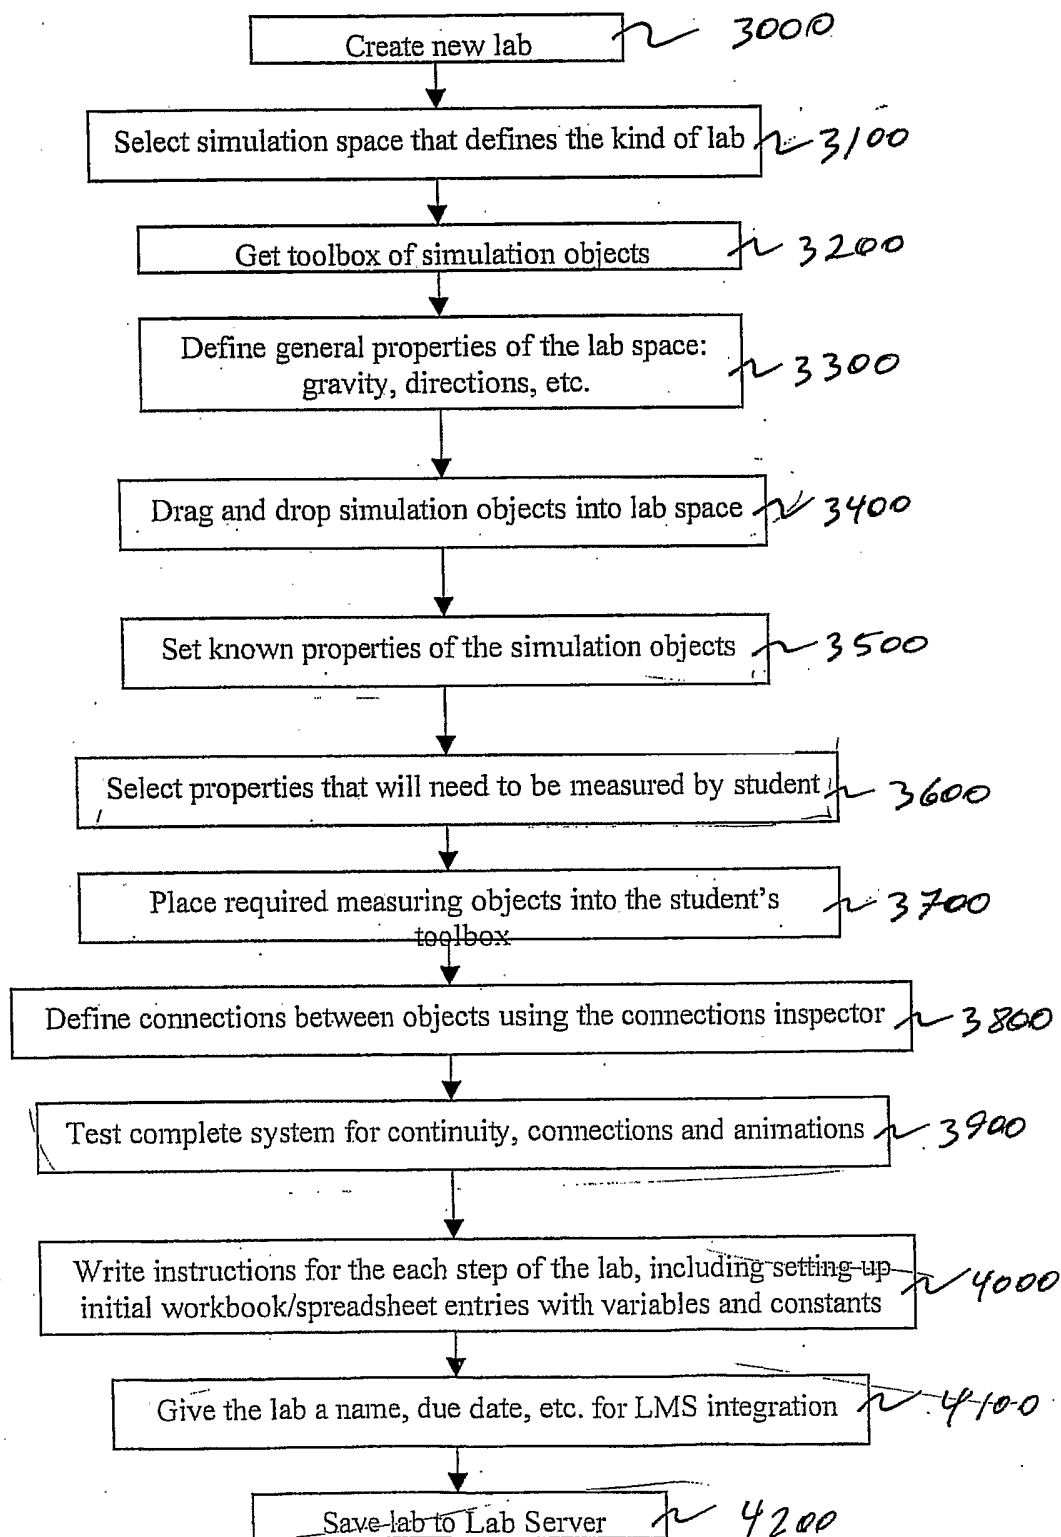 Create new lab 3000
Select simulation space that defines the kind of lab 3100
Get toolbox of simulation objects 3200
Define general properties of the lab space:
gravity, directions, etc. 3300
Drag and drop simulation objects into lab space 3400
Set known properties of the simulation objects 3500
Select properties that will need to be measured by student 3600
Place required measuring objects into the student's 3700
toolbox
Define connections between objects using the connections inspector 3800
Test complete system for continuity, connections and animations 3900
Write instructions for the each step of the lab, including setting up
initial workbook/spreadsheet entries with variables and constants 4000
Give the lab a name, due date, etc. for LMS integration 4100
Save lab to Lab Server 4200